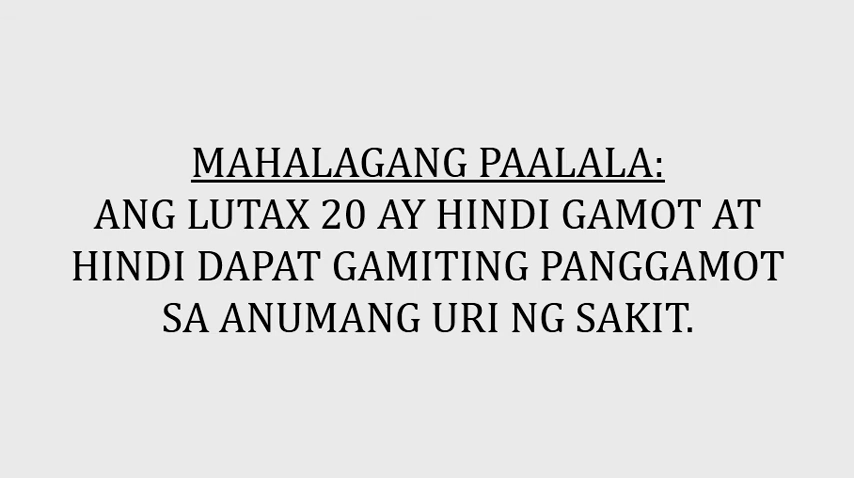 MAHALAGANG PAALALA:
ANG LUTAX 20 AY HINDI GAMOT AT
HINDI DAPAT GAMITING PANGGAMOT
SA ANUMANG URI NG SAKIT.